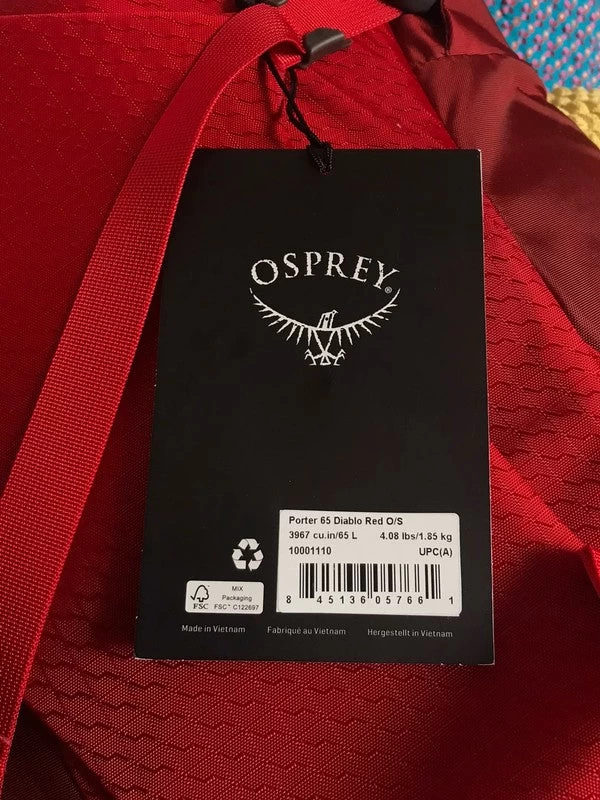 OSPREY®
Porter 65 Diablo Red O/S
3967 cu.in/65 L 4.08 lbs/1.85 kg
10001110 UPC(A)
8 45136 05766 1
MIX
Packaging
FSC™ C122697
FSC
Made in Vietnam Fabriqué au Vietnam Hergestellt in Vietnam